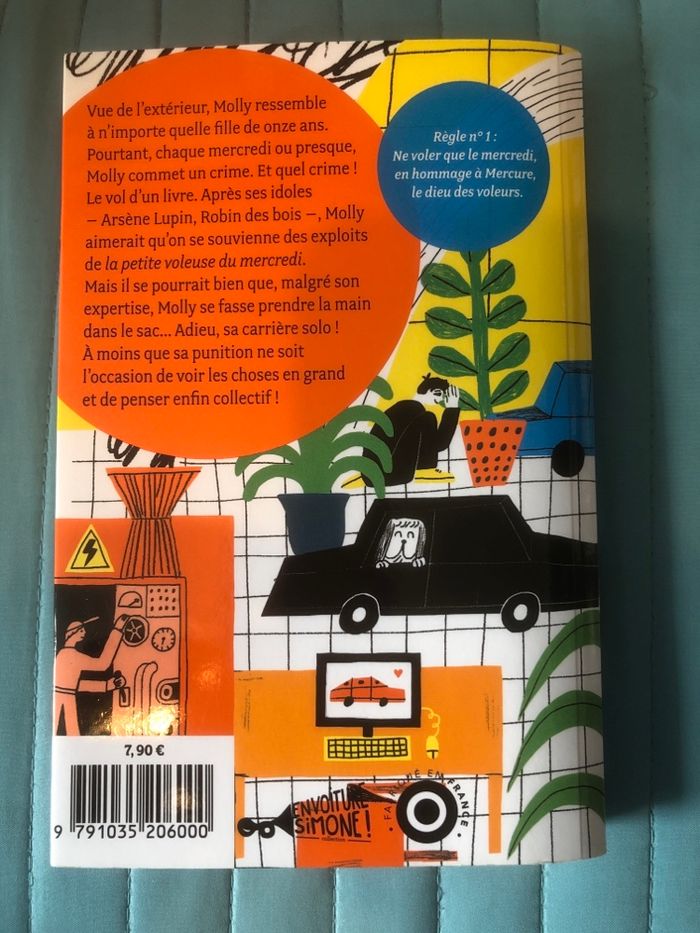 Vue de l'extérieur, Molly ressemble
à n'importe quelle fille de onze ans.
Pourtant, chaque mercredi ou presque,
Molly commet un crime. Et quel crime !
Le vol d'un livre. Après ses idoles
– Arsène Lupin, Robin des bois –, Molly
aimerait qu'on se souvienne des exploits
de la petite voleuse du mercredi.
Mais il se pourrait bien que, malgré son
expertise, Molly se fasse prendre la main
dans le sac... Adieu, sa carrière solo !
À moins que sa punition ne soit
l'occasion de voir les choses en grand
et de penser enfin collectif !
Règle n° 1 :
Ne voler que le mercredi,
en hommage à Mercure,
le dieu des voleurs.
7,90 €
9 791035 206000
EN VOITURE
SIMONE !
collection
• FABRIQUÉ EN FRANCE •